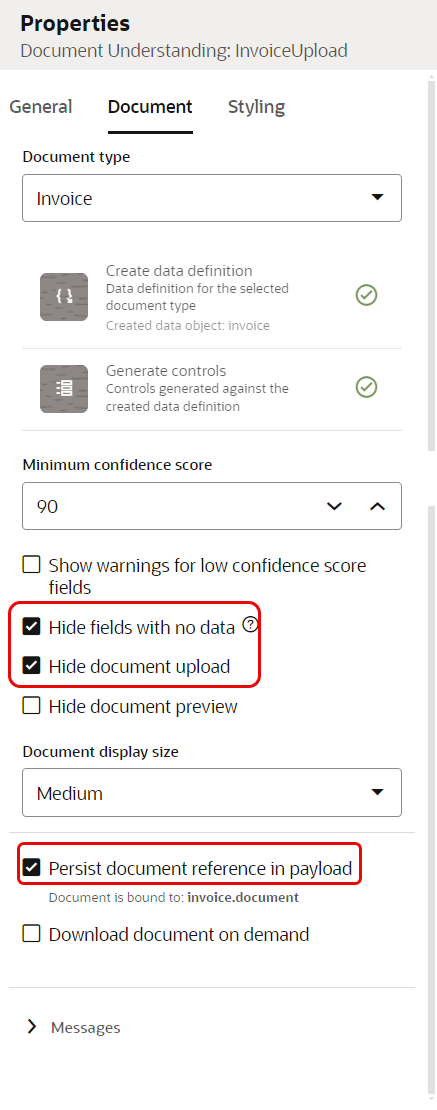 Properties
Document Understanding: InvoiceUpload
General Document Styling
Document type
Invoice
Create data definition
Data definition for the selected
document type
Created data object: invoice
Generate controls
Controls generated against the
created data definition
Minimum confidence score
90
Show warnings for low confidence score
fields
Hide fields with no data ?
Hide document upload
Hide document preview
Document display size
Medium
Persist document reference in payload
Document is bound to: invoice.document
Download document on demand
Messages